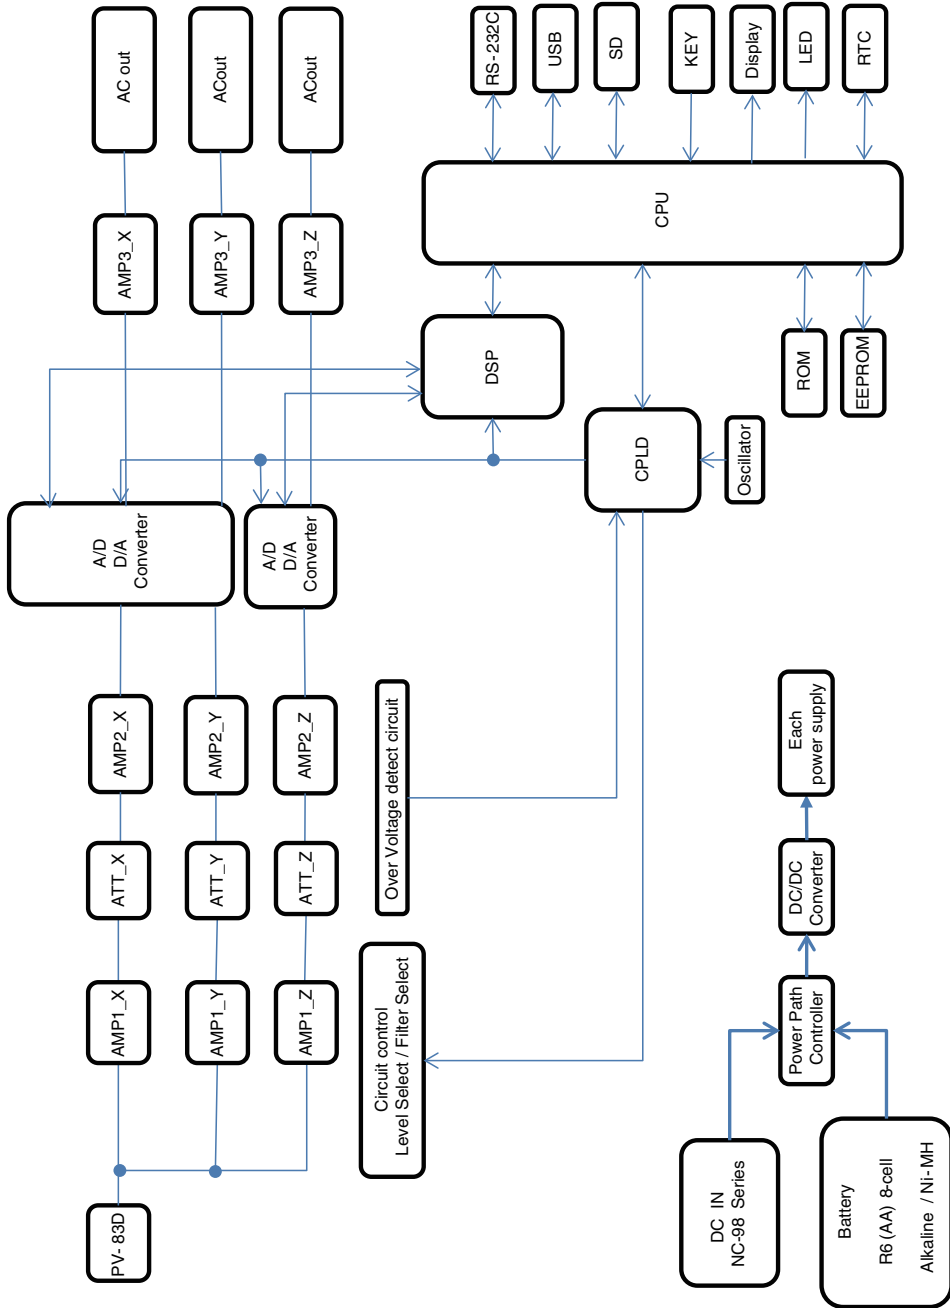 PV- 83D
AMP1_X
ATT_X
AMP2_X
A/D
D/A
Converter
AMP3_X
AC out
AMP1_Y
ATT_Y
AMP2_Y
AMP3_Y
ACout
AMP1_Z
ATT_Z
AMP2_Z
A/D
D/A
Converter
AMP3_Z
ACout
Circuit control
Level Select / Filter Select
Over Voltage detect circuit
CPLD
Oscillator
DSP
CPU
ROM
EEPROM
RS-232C
USB
SD
KEY
Display
LED
RTC
DC IN
NC-98 Series
Battery
R6 (AA) 8-cell
Alkaline / Ni-MH
Power Path
Controller
DC/DC
Converter
Each
power supply